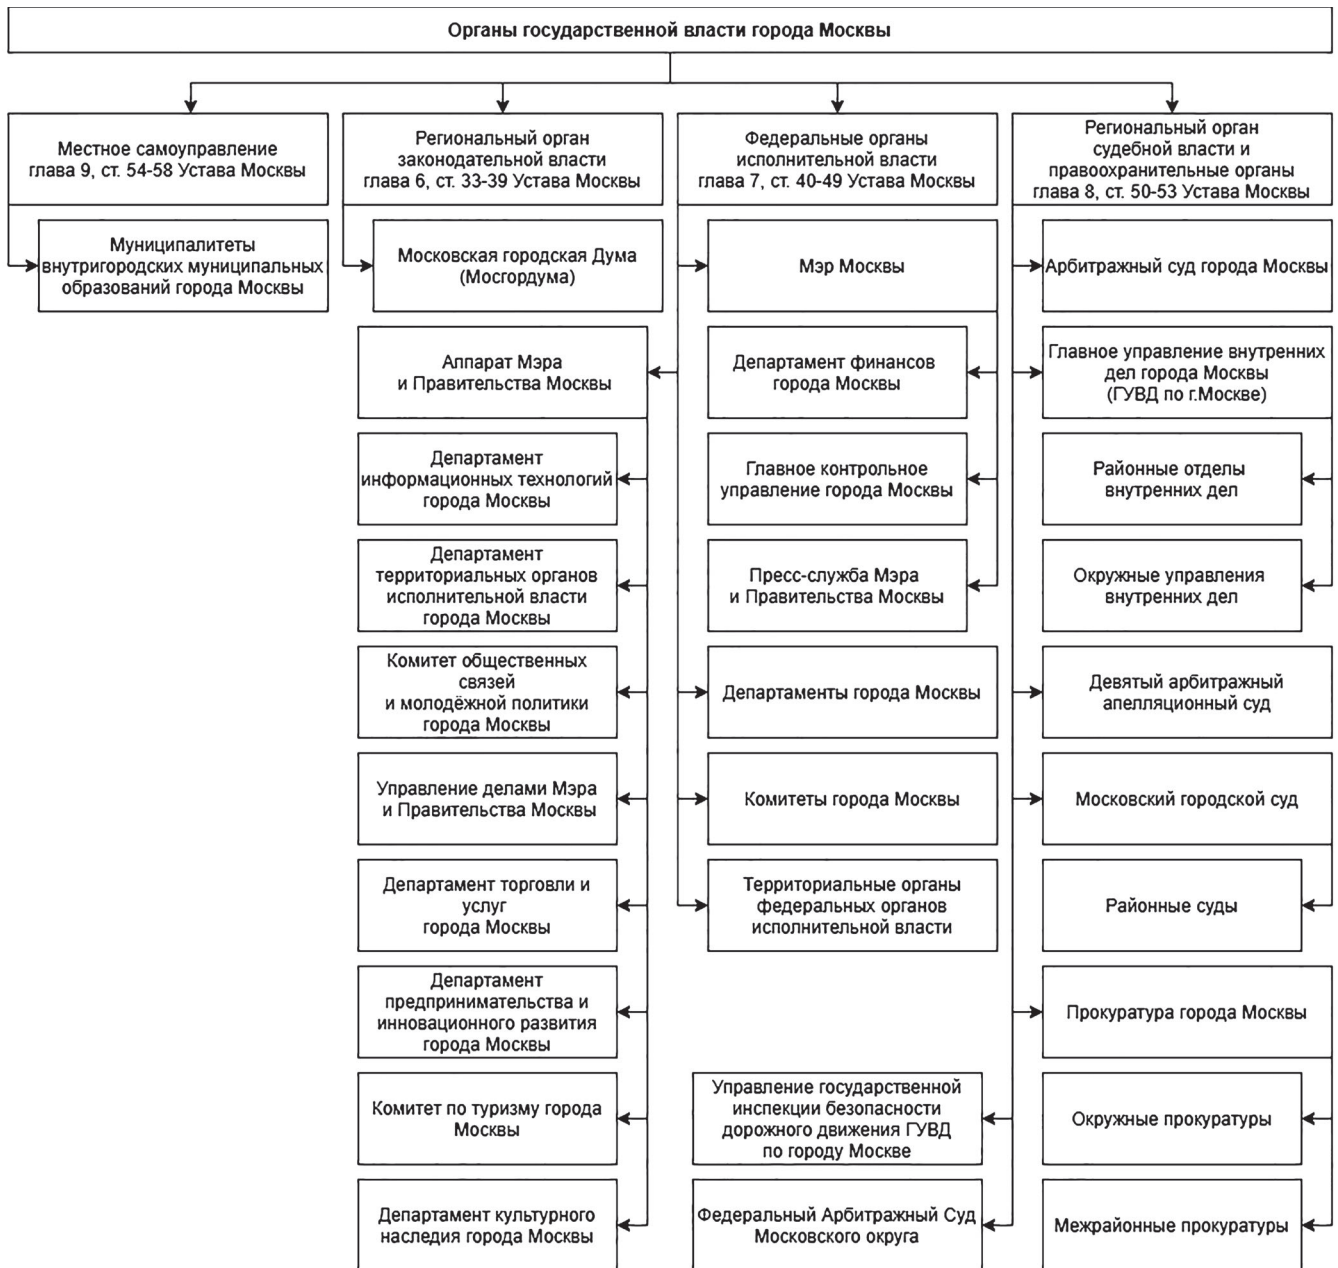 Органы государственной власти города Москвы
Местное самоуправление
глава 9, ст. 54-58 Устава Москвы
Региональный орган
законодательной власти
глава 6, ст. 33-39 Устава Москвы
Федеральные органы
исполнительной власти
глава 7, ст. 40-49 Устава Москвы
Региональный орган
судебной власти и
правоохранительные органы
глава 8, ст. 50-53 Устава Москвы
Муниципалитеты
внутригородских муниципальных
образований города Москвы
Московская городская Дума
(Мосгордума)
Мэр Москвы
Арбитражный суд города Москвы
Аппарат Мэра
и Правительства Москвы
Департамент финансов
города Москвы
Главное управление внутренних
дел города Москвы
(ГУВД по г.Москве)
Департамент
информационных технологий
города Москвы
Главное контрольное
управление города Москвы
Районные отделы
внутренних дел
Департамент
территориальных органов
исполнительной власти
города Москвы
Пресс-служба Мэра
и Правительства Москвы
Окружные управления
внутренних дел
Комитет общественных
связей
и молодёжной политики
города Москвы
Департаменты города Москвы
Девятый арбитражный
апелляционный суд
Управление делами Мэра
и Правительства Москвы
Комитеты города Москвы
Московский городской суд
Департамент торговли и
услуг
города Москвы
Территориальные органы
федеральных органов
исполнительной власти
Районные суды
Департамент
предпринимательства и
инновационного развития
города Москвы
Прокуратура города Москвы
Комитет по туризму города
Москвы
Управление государственной
инспекции безопасности
дорожного движения ГУВД
по городу Москве
Окружные прокуратуры
Департамент культурного
наследия города Москвы
Федеральный Арбитражный Суд
Московского округа
Межрайонные прокуратуры